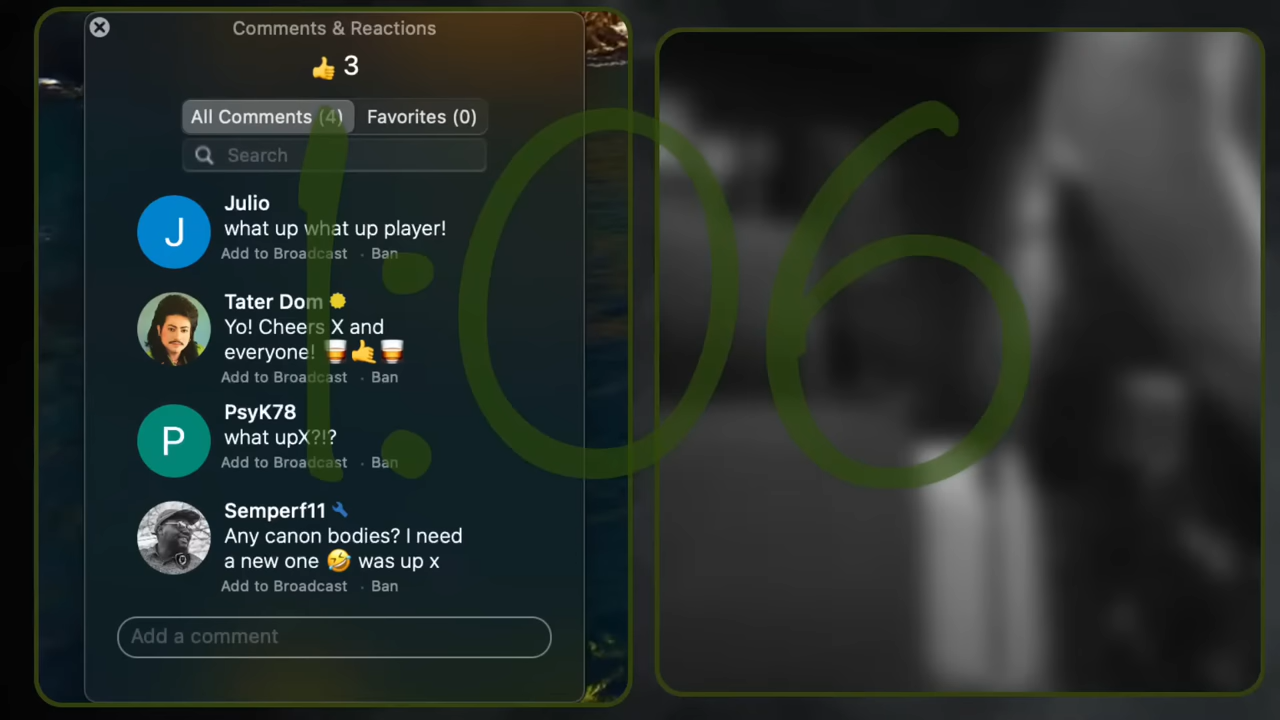 Comments & Reactions
👍 3
All Comments (4) Favorites (0)
Search
J
Julio
what up what up player!
Add to Broadcast · Ban
Tater Dom
Yo! Cheers X and
everyone! 🥃🤙🥃
Add to Broadcast · Ban
P
PsyK78
what upX?!?
Add to Broadcast · Ban
Semperf11
Any canon bodies? I need
a new one 🤣 was up x
Add to Broadcast · Ban
Add a comment
1:06